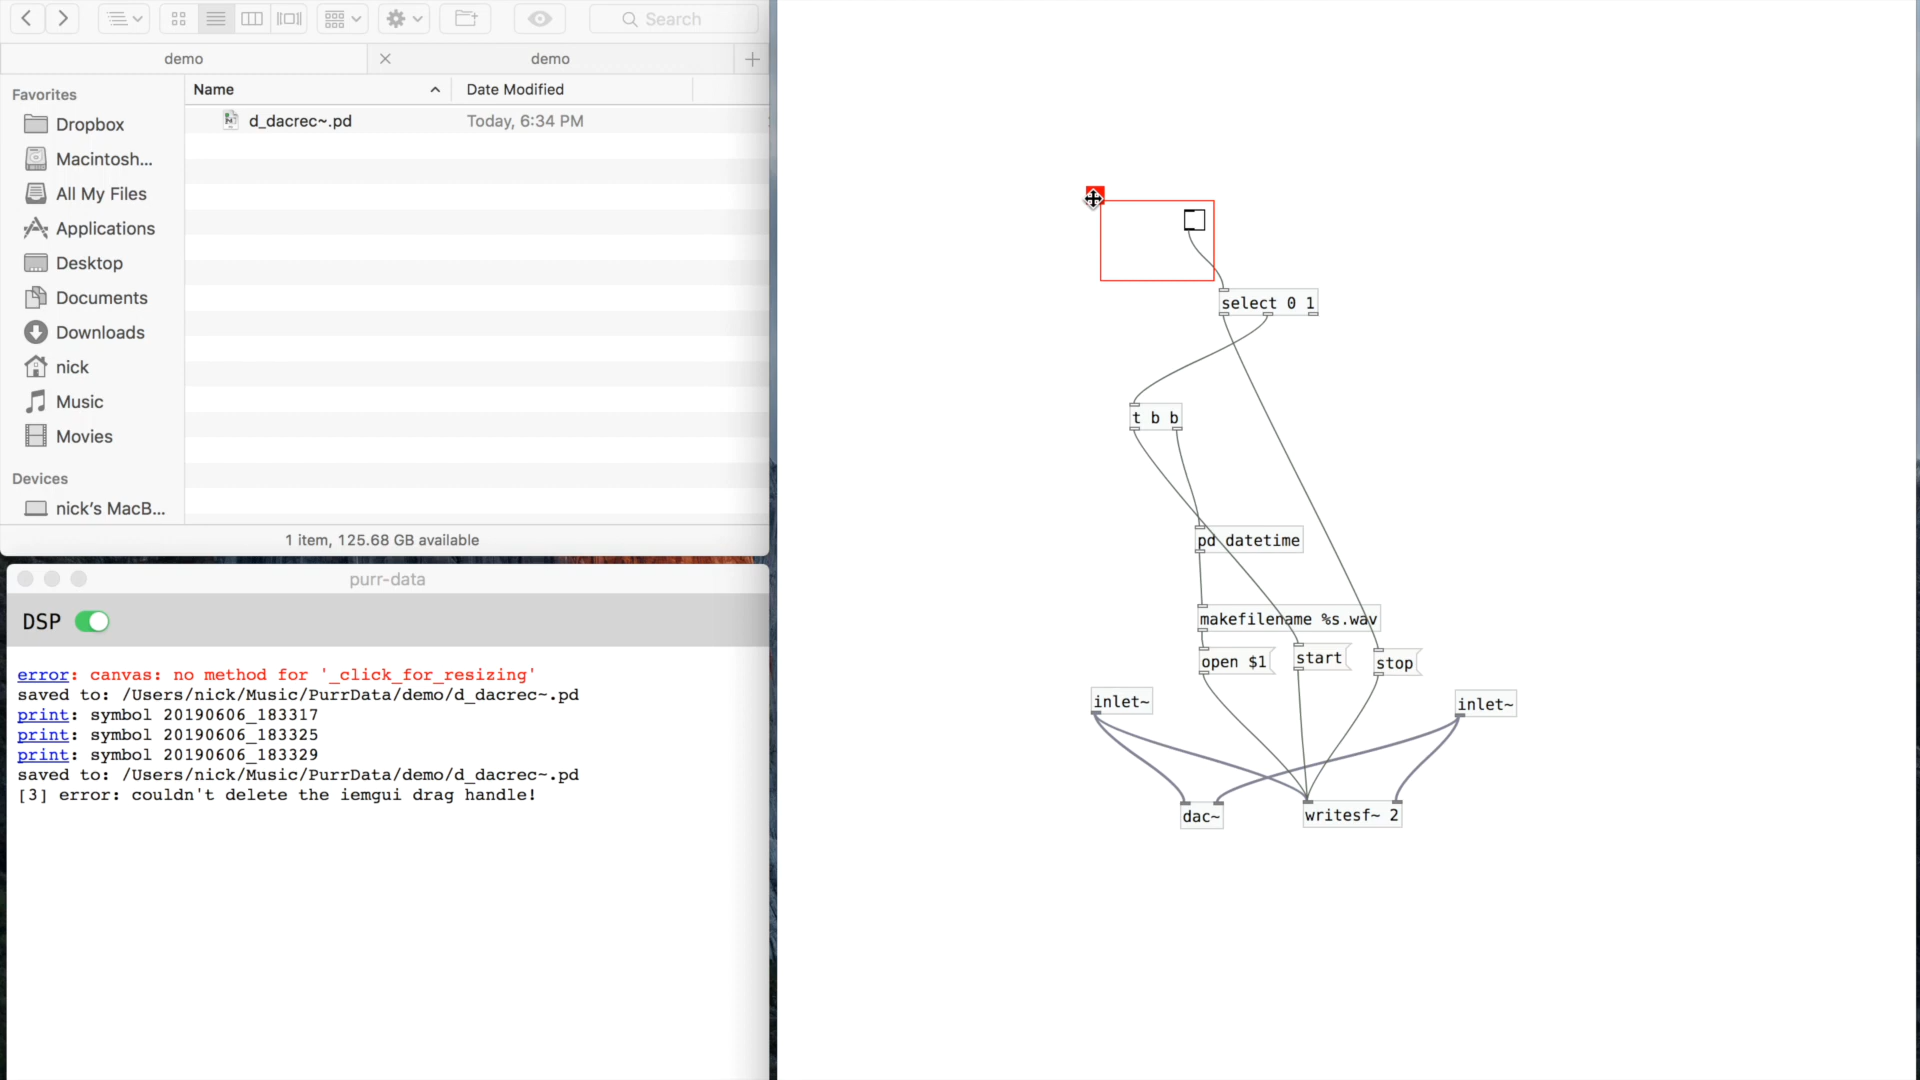 Search
demo
demo
Name
Date Modified
Favorites
d_dacrec~.pd
Today, 6:34 PM
Dropbox
Macintosh...
All My Files
Applications
Desktop
Documents
Downloads
nick
Music
Movies
Devices
nick's MacB...
1 item, 125.68 GB available
purr-data
DSP
error: canvas: no method for '_click_for_resizing'
saved to: /Users/nick/Music/PurrData/demo/d_dacrec~.pd
print: symbol 20190606_183317
print: symbol 20190606_183325
print: symbol 20190606_183329
saved to: /Users/nick/Music/PurrData/demo/d_dacrec~.pd
[3] error: couldn't delete the iemgui drag handle!
select 0 1
t b b
pd datetime
makefilename %s.wav
open $1
start
stop
inlet~
inlet~
dac~
writesf~ 2